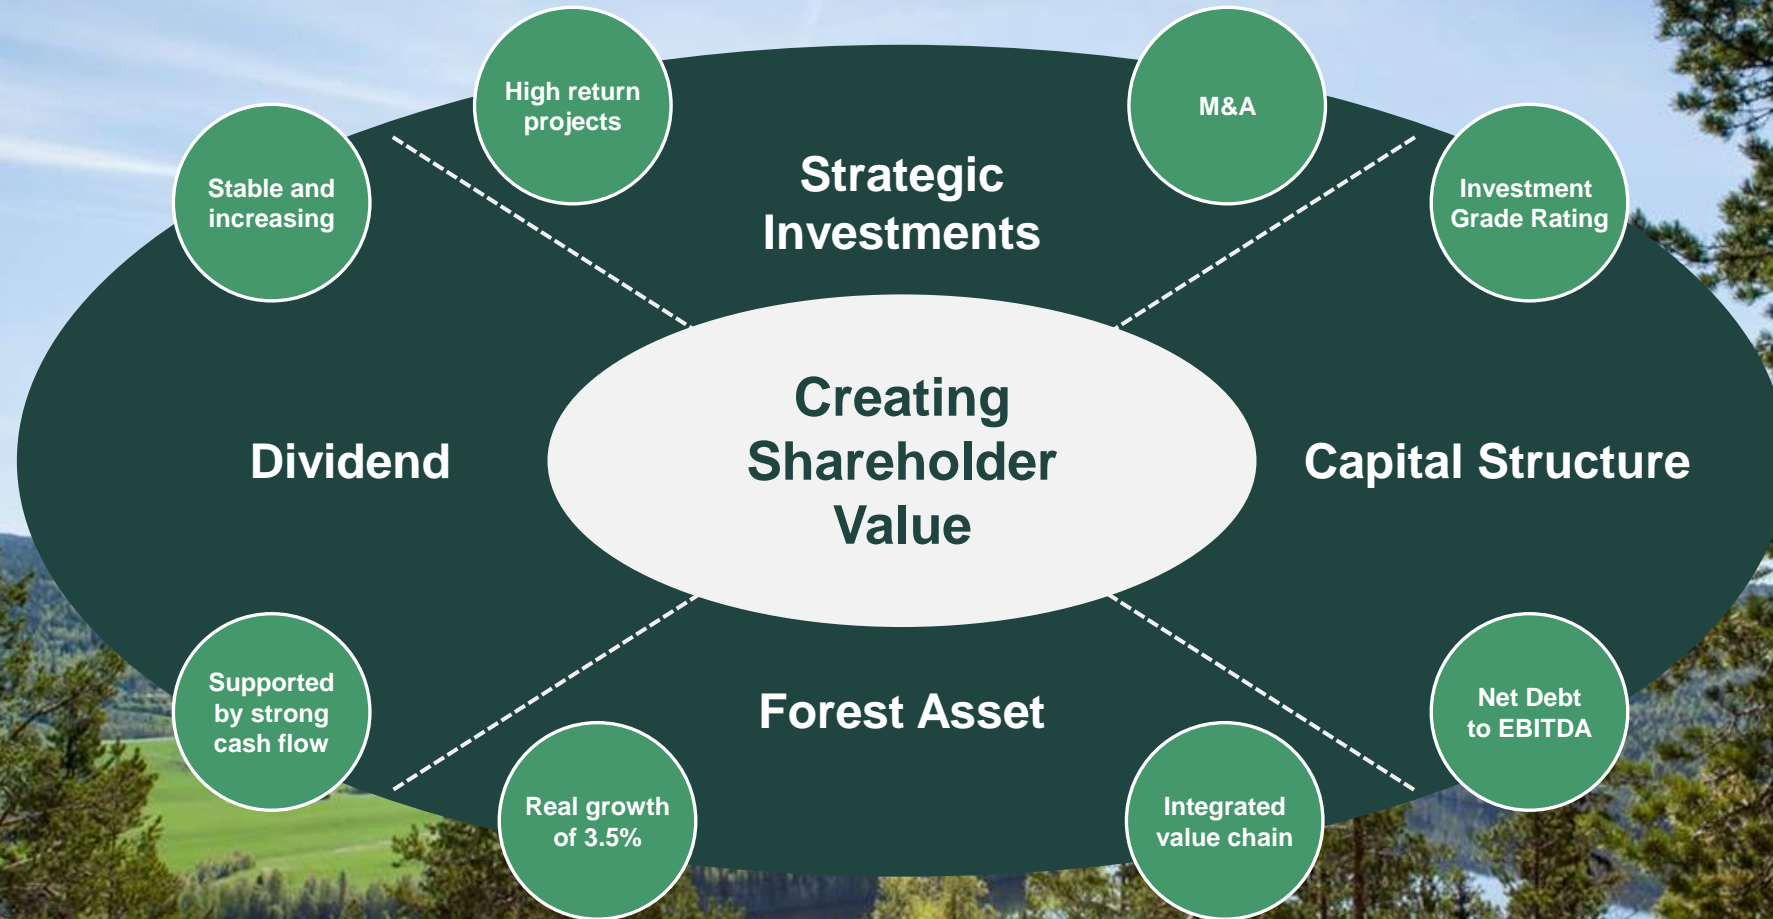 High return
projects
M&A
Stable and
increasing
Strategic
Investments
Investment
Grade Rating
Dividend
Creating
Shareholder
Value
Capital Structure
Supported
by strong
cash flow
Forest Asset
Net Debt
to EBITDA
Real growth
of 3.5%
Integrated
value chain